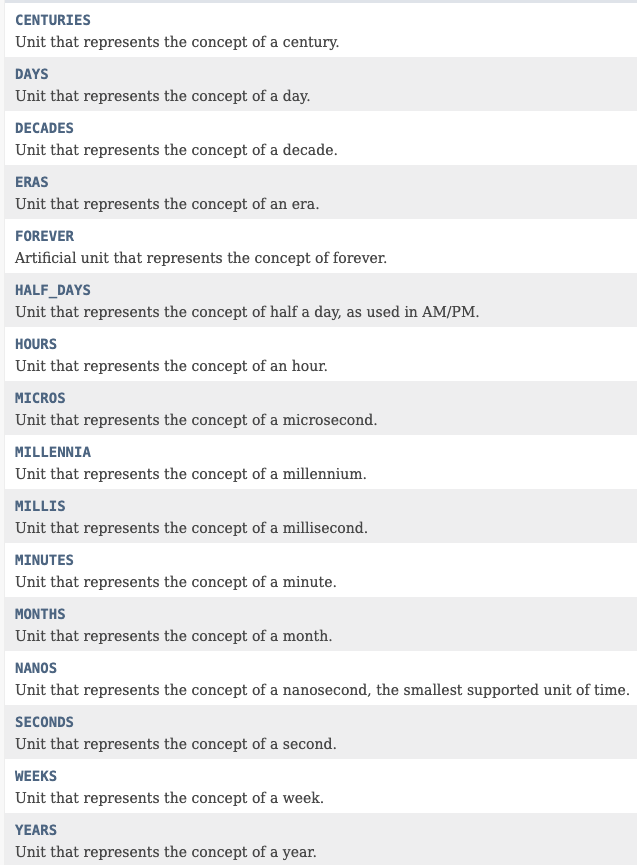 CENTURIES
Unit that represents the concept of a century.
DAYS
Unit that represents the concept of a day.
DECADES
Unit that represents the concept of a decade.
ERAS
Unit that represents the concept of an era.
FOREVER
Artificial unit that represents the concept of forever.
HALF_DAYS
Unit that represents the concept of half a day, as used in AM/PM.
HOURS
Unit that represents the concept of an hour.
MICROS
Unit that represents the concept of a microsecond.
MILLENNIA
Unit that represents the concept of a millennium.
MILLIS
Unit that represents the concept of a millisecond.
MINUTES
Unit that represents the concept of a minute.
MONTHS
Unit that represents the concept of a month.
NANOS
Unit that represents the concept of a nanosecond, the smallest supported unit of time.
SECONDS
Unit that represents the concept of a second.
WEEKS
Unit that represents the concept of a week.
YEARS
Unit that represents the concept of a year.